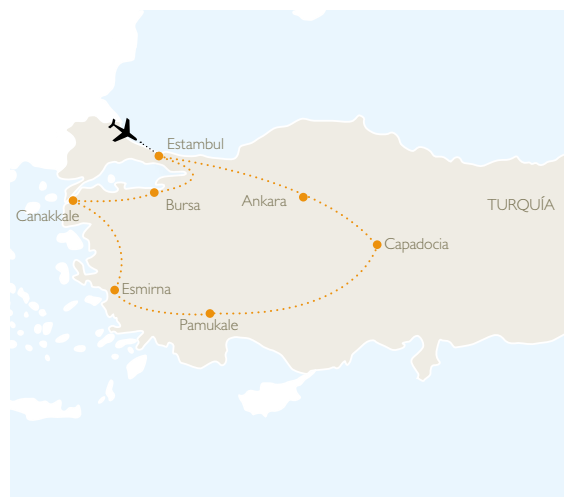 Estambul
Ankara
TURQUÍA
Bursa
Canakkale
Capadocia
Esmirna
Pamukale